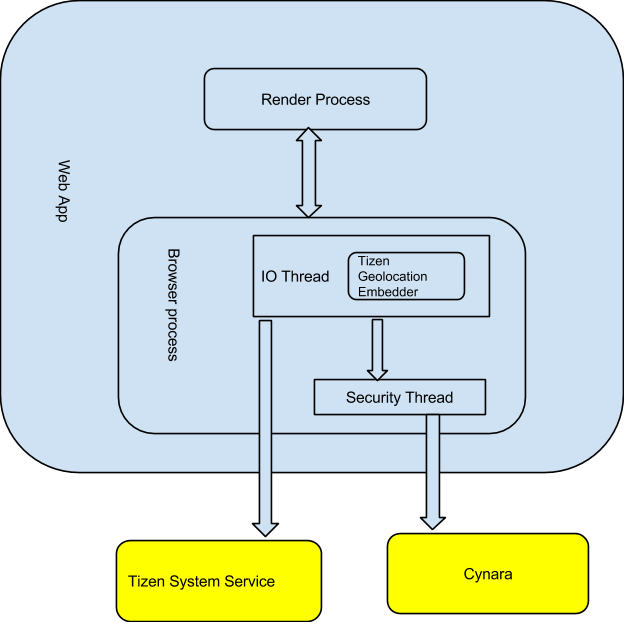 Render Process
Web App
Browser process
IO Thread
Tizen
Geolocation
Embedder
Security Thread
Tizen System Service
Cynara